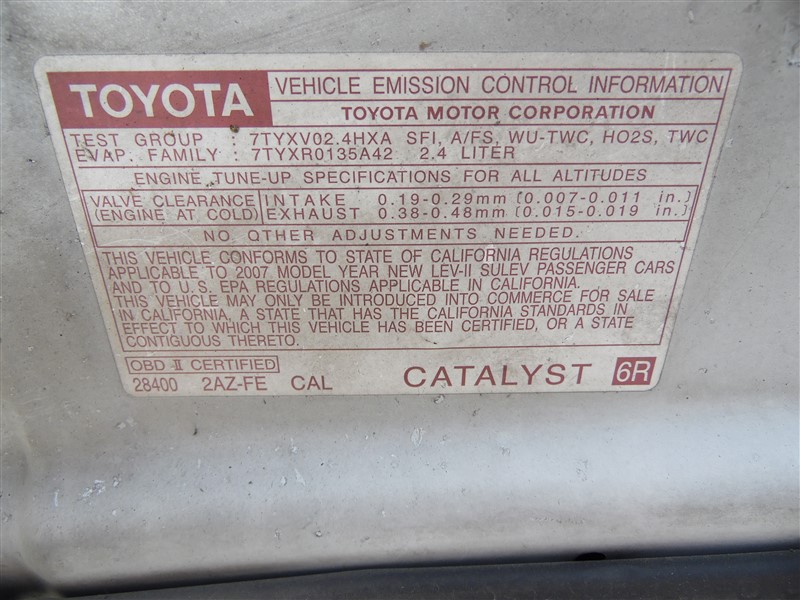 TOYOTA VEHICLE EMISSION CONTROL INFORMATION
TOYOTA MOTOR CORPORATION
TEST GROUP : 7TYXV02.4HXA SFI, A/FS, WU-TWC, HO2S, TWC
EVAP. FAMILY : 7TYXR0135A42 2.4 LITER
ENGINE TUNE-UP SPECIFICATIONS FOR ALL ALTITUDES
VALVE CLEARANCE INTAKE 0.19-0.29mm (0.007-0.011 in.)
(ENGINE AT COLD) EXHAUST 0.38-0.48mm (0.015-0.019 in.)
NO OTHER ADJUSTMENTS NEEDED.
THIS VEHICLE CONFORMS TO STATE OF CALIFORNIA REGULATIONS
APPLICABLE TO 2007 MODEL YEAR NEW LEV-II SULEV PASSENGER CARS
AND TO U.S. EPA REGULATIONS APPLICABLE IN CALIFORNIA.
THIS VEHICLE MAY ONLY BE INTRODUCED INTO COMMERCE FOR SALE
IN CALIFORNIA, A STATE THAT HAS THE CALIFORNIA STANDARDS IN
EFFECT TO WHICH THIS VEHICLE HAS BEEN CERTIFIED, OR A STATE
CONTIGUOUS THERETO.
OBD-II CERTIFIED
28400 2AZ-FE CAL CATALYST 6R